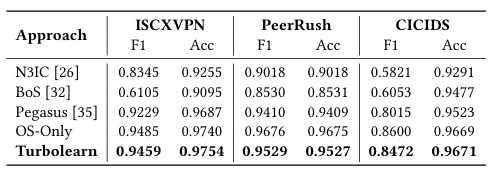 Approach ISCXVPN PeerRush CICIDS
F1 Acc F1 Acc F1 Acc
N3IC [26] 0.8345 0.9255 0.9018 0.9018 0.5821 0.9291
BoS [32] 0.6105 0.9095 0.8530 0.8531 0.6053 0.9477
Pegasus [35] 0.9229 0.9687 0.9410 0.9409 0.8015 0.9523
OS-Only 0.9485 0.9740 0.9676 0.9675 0.8600 0.9669
Turbolearn 0.9459 0.9754 0.9529 0.9527 0.8472 0.9671